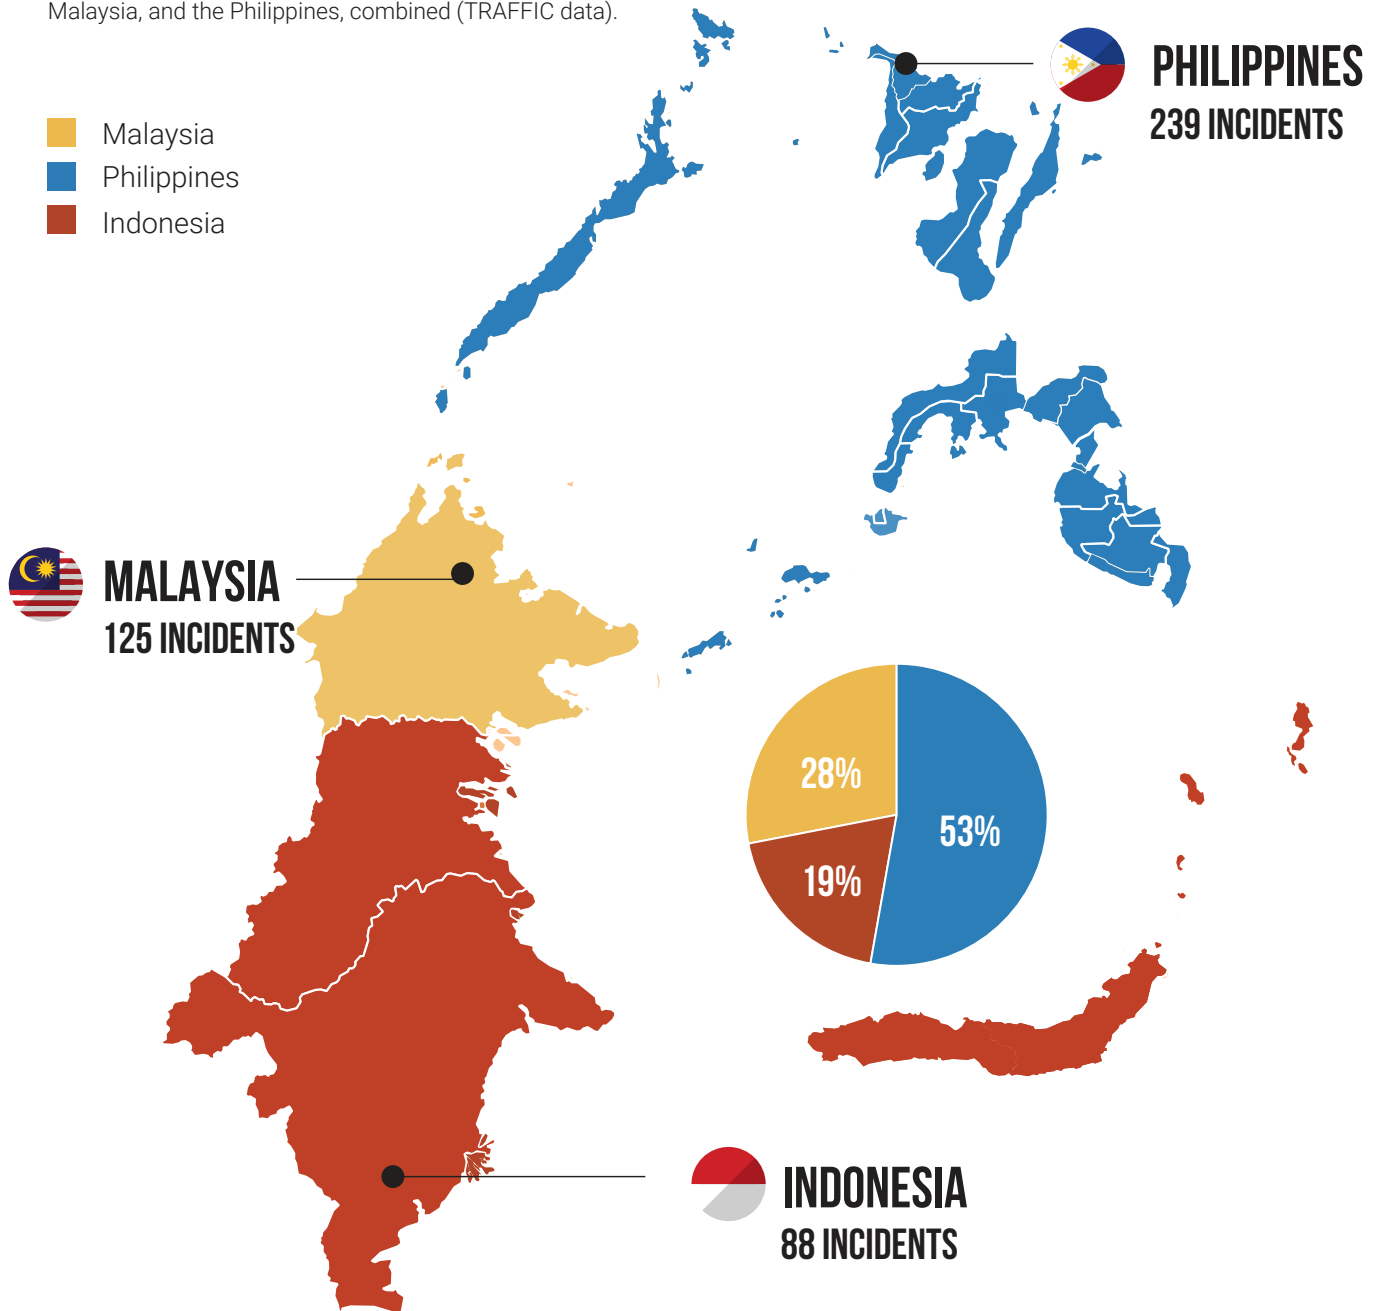 Malaysia, and the Philippines, combined (TRAFFIC data).
PHILIPPINES
239 INCIDENTS
Malaysia
Philippines
Indonesia
MALAYSIA
125 INCIDENTS
28%
53%
19%
INDONESIA
88 INCIDENTS